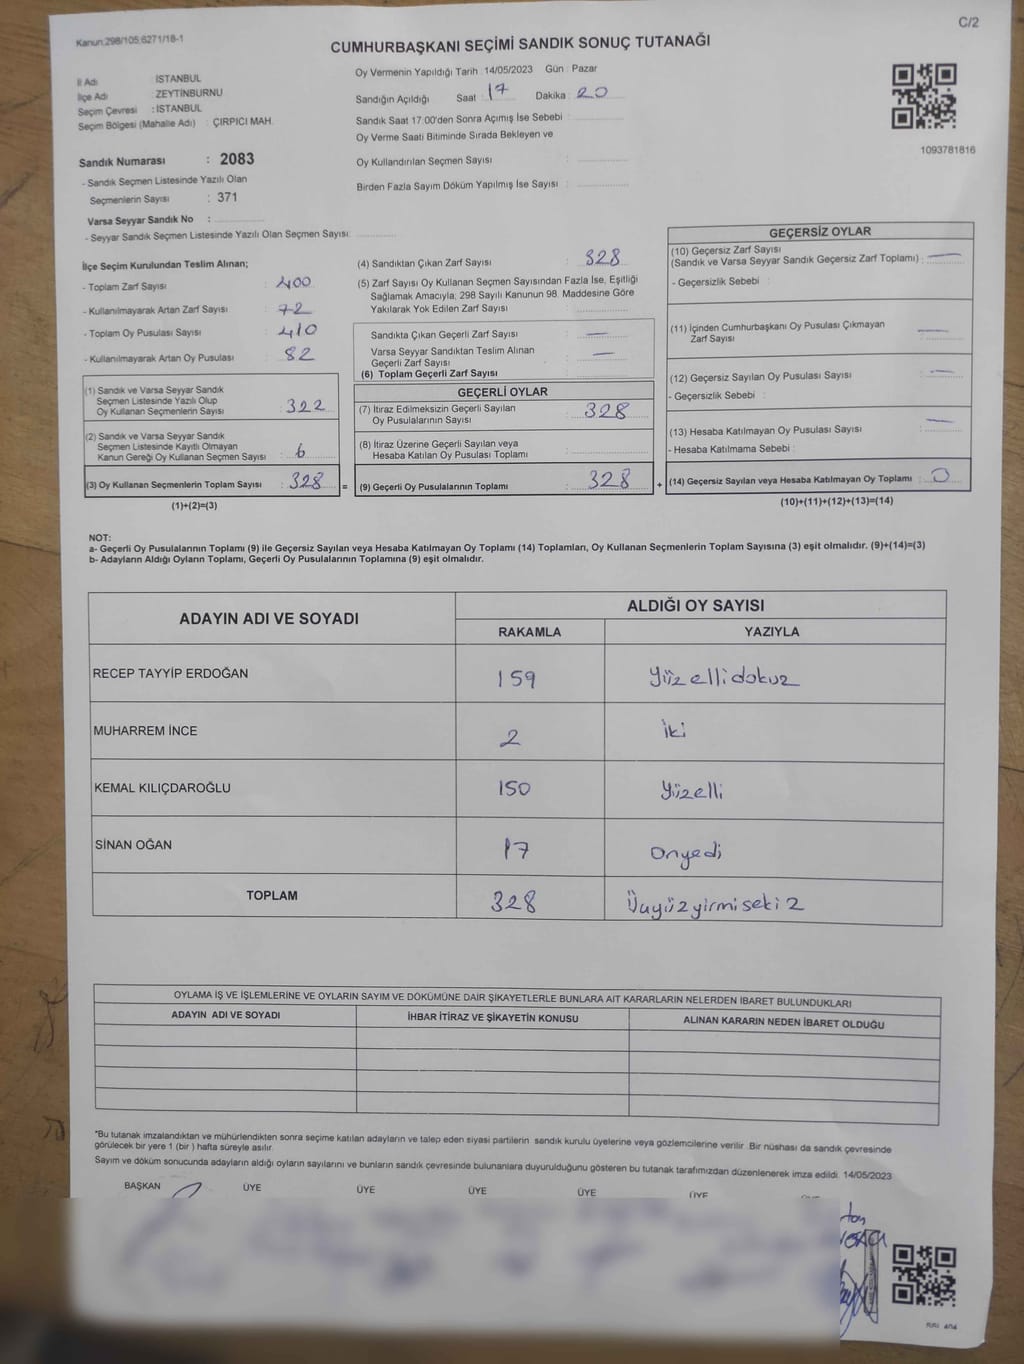 Kanun.298/105;6271/18-1
C/2
CUMHURBAŞKANI SEÇİMİ SANDIK SONUÇ TUTANAĞI
İl Adı : İSTANBUL
İlçe Adı : ZEYTİNBURNU
Seçim Çevresi : İSTANBUL
Seçim Bölgesi (Mahalle Adı) : ÇIRPICI MAH.
Sandık Numarası : 2083
- Sandık Seçmen Listesinde Yazılı Olan
Seçmenlerin Sayısı : 371
Varsa Seyyar Sandık No :
- Seyyar Sandık Seçmen Listesinde Yazılı Olan Seçmen Sayısı:
Oy Vermenin Yapıldığı Tarih :14/05/2023 Gün : Pazar
Sandığın Açıldığı Saat : 17 Dakika : 20
Sandık Saat 17:00'den Sonra Açımış İse Sebebi :
Oy Verme Saati Bitiminde Sırada Bekleyen ve
Oy Kullandırılan Seçmen Sayısı :
Birden Fazla Sayım Döküm Yapılmış İse Sayısı :
1093781816
İlçe Seçim Kurulundan Teslim Alınan;
- Toplam Zarf Sayısı : 400
- Kullanılmayarak Artan Zarf Sayısı : 72
- Toplam Oy Pusulası Sayısı : 410
- Kullanılmayarak Artan Oy Pusulası : 82
(1) Sandık ve Varsa Seyyar Sandık
Seçmen Listesinde Yazılı Olup
Oy Kullanan Seçmenlerin Sayısı : 322
(2) Sandık ve Varsa Seyyar Sandık
Seçmen Listesinde Kayıtlı Olmayan
Kanun Gereği Oy Kullanan Seçmen Sayısı : 6
(3) Oy Kullanan Seçmenlerin Toplam Sayısı : 328 =
(1)+(2)=(3)
(4) Sandıktan Çıkan Zarf Sayısı : 328
(5) Zarf Sayısı Oy Kullanan Seçmen Sayısından Fazla İse, Eşitliği
Sağlamak Amacıyla; 298 Sayılı Kanunun 98. Maddesine Göre
Yakılarak Yok Edilen Zarf Sayısı :
Sandıkta Çıkan Geçerli Zarf Sayısı : —
Varsa Seyyar Sandıktan Teslim Alınan
Geçerli Zarf Sayısı : —
(6) Toplam Geçerli Zarf Sayısı :
GEÇERLİ OYLAR
(7) İtiraz Edilmeksizin Geçerli Sayılan
Oy Pusulalarının Sayısı : 328
(8) İtiraz Üzerine Geçerli Sayılan veya
Hesaba Katılan Oy Pusulası Toplamı :
(9) Geçerli Oy Pusulalarının Toplamı : 328 +
GEÇERSİZ OYLAR
(10) Geçersiz Zarf Sayısı
(Sandık ve Varsa Seyyar Sandık Geçersiz Zarf Toplamı) : —
- Geçersizlik Sebebi :
(11) İçinden Cumhurbaşkanı Oy Pusulası Çıkmayan
Zarf Sayısı : —
(12) Geçersiz Sayılan Oy Pusulası Sayısı : —
- Geçersizlik Sebebi :
(13) Hesaba Katılmayan Oy Pusulası Sayısı : —
- Hesaba Katılmama Sebebi :
(14) Geçersiz Sayılan veya Hesaba Katılmayan Oy Toplamı : 0
(10)+(11)+(12)+(13)=(14)
NOT:
a- Geçerli Oy Pusulalarının Toplamı (9) ile Geçersiz Sayılan veya Hesaba Katılmayan Oy Toplamı (14) Toplamları, Oy Kullanan Seçmenlerin Toplam Sayısına (3) eşit olmalıdır. (9)+(14)=(3)
b- Adayların Aldığı Oyların Toplamı, Geçerli Oy Pusulalarının Toplamına (9) eşit olmalıdır.
ADAYIN ADI VE SOYADI
ALDIĞI OY SAYISI
RAKAMLA YAZIYLA
RECEP TAYYİP ERDOĞAN 159 Yüzellidokuz
MUHARREM İNCE 2 İki
KEMAL KILIÇDAROĞLU 150 Yüzelli
SİNAN OĞAN 17 Onyedi
TOPLAM 328 Üçyüzyirmisekiz
OYLAMA İŞ VE İŞLEMLERİNE VE OYLARIN SAYIM VE DÖKÜMÜNE DAİR ŞİKAYETLERLE BUNLARA AİT KARARLARIN NELERDEN İBARET BULUNDUKLARI
ADAYIN ADI VE SOYADI İHBAR İTİRAZ VE ŞİKAYETİN KONUSU ALINAN KARARIN NEDEN İBARET OLDUĞU
*Bu tutanak imzalandıktan ve mühürlendikten sonra seçime katılan adayların ve talep eden siyasi partilerin sandık kurulu üyelerine veya gözlemcilerine verilir. Bir nüshası da sandık çevresinde
görülecek bir yere 1 (bir ) hafta süreyle asılır.
Sayım ve döküm sonucunda adayların aldığı oyların sayılarını ve bunların sandık çevresinde bulunanlara duyurulduğunu gösteren bu tutanak tarafımızdan düzenlenerek imza edildi. 14/05/2023
BAŞKAN ÜYE ÜYE ÜYE ÜYE ÜYE